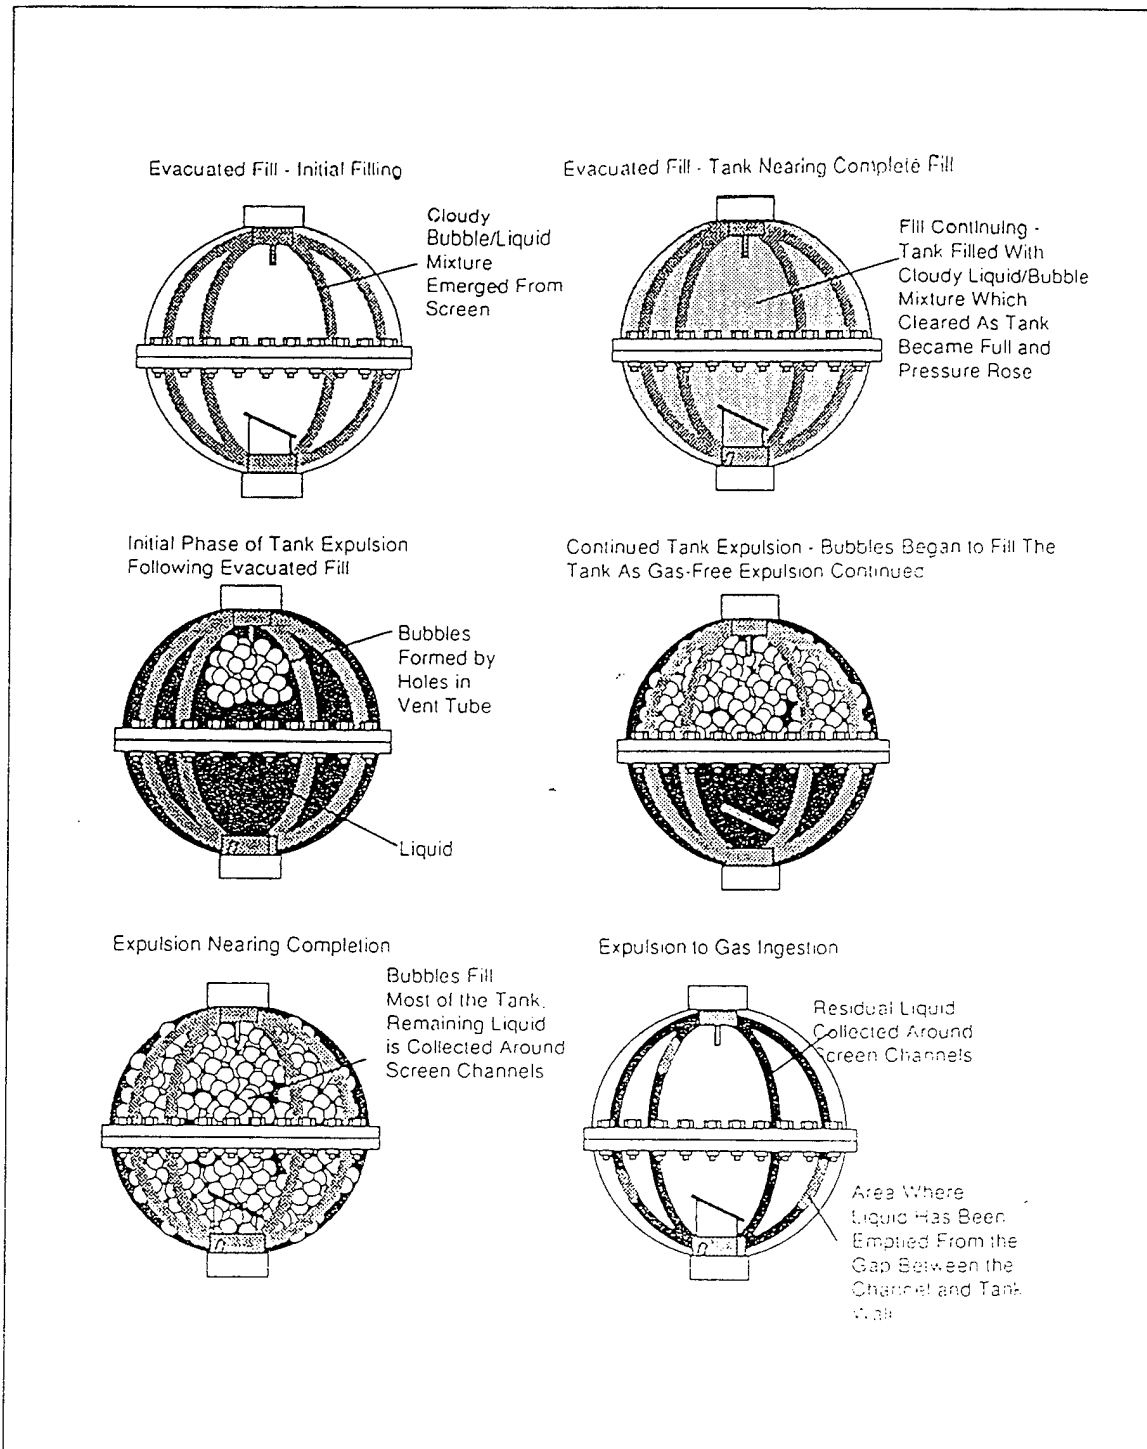 Evacuated Fill - Initial Filling
Cloudy
Bubble/Liquid
Mixture
Emerged From
Screen
Evacuated Fill - Tank Nearing Complete Fill
Fill Continuing -
Tank Filled With
Cloudy Liquid/Bubble
Mixture Which
Cleared As Tank
Became Full and
Pressure Rose
Initial Phase of Tank Expulsion
Following Evacuated Fill
Bubbles
Formed by
Holes in
Vent Tube
Liquid
Continued Tank Expulsion - Bubbles Began to Fill The
Tank As Gas-Free Expulsion Continued
Expulsion Nearing Completion
Bubbles Fill
Most of the Tank.
Remaining Liquid
is Collected Around
Screen Channels
Expulsion to Gas Ingestion
Residual Liquid
Collected Around
Screen Channels
Area Where
Liquid Has Been
Emptied From the
Gap Between the
Channel and Tank
Wall